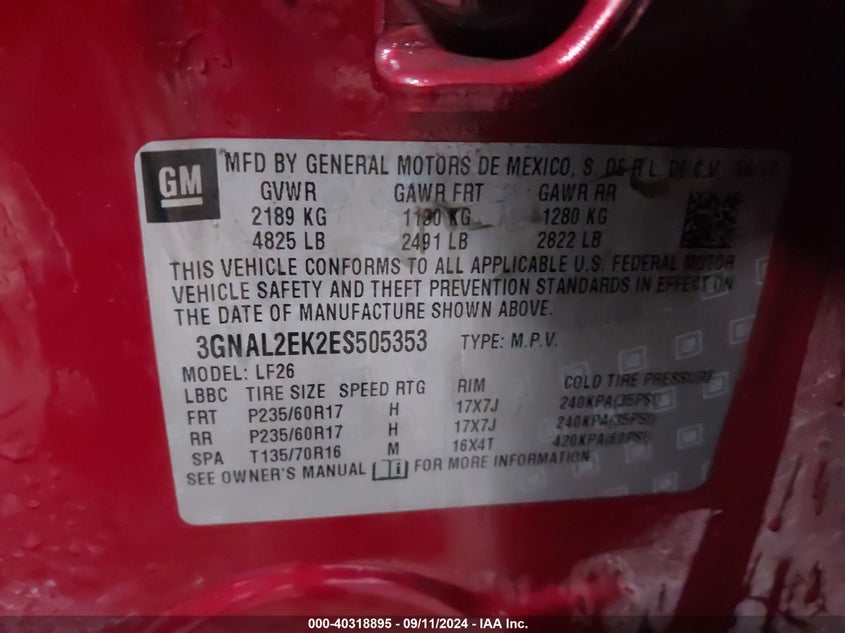 GM
MFD BY GENERAL MOTORS DE MEXICO, S. DE R.L. DE C.V.
GVWR GAWR FRT GAWR RR
2189 KG 1130 KG 1280 KG
4825 LB 2491 LB 2822 LB
THIS VEHICLE CONFORMS TO ALL APPLICABLE U.S. FEDERAL MOTOR
VEHICLE SAFETY AND THEFT PREVENTION STANDARDS IN EFFECT ON
THE DATE OF MANUFACTURE SHOWN ABOVE.
3GNAL2EK2ES505353 TYPE: M.P.V.
MODEL: LF26
LBBC TIRE SIZE SPEED RTG RIM COLD TIRE PRESSURE
FRT P235/60R17 H 17X7J 240KPA(35PSI)
RR P235/60R17 H 17X7J 240KPA(35PSI)
SPA T135/70R16 M 16X4T 420KPA(60PSI)
SEE OWNER'S MANUAL i FOR MORE INFORMATION
000-40318895 - 09/11/2024 - IAA Inc.